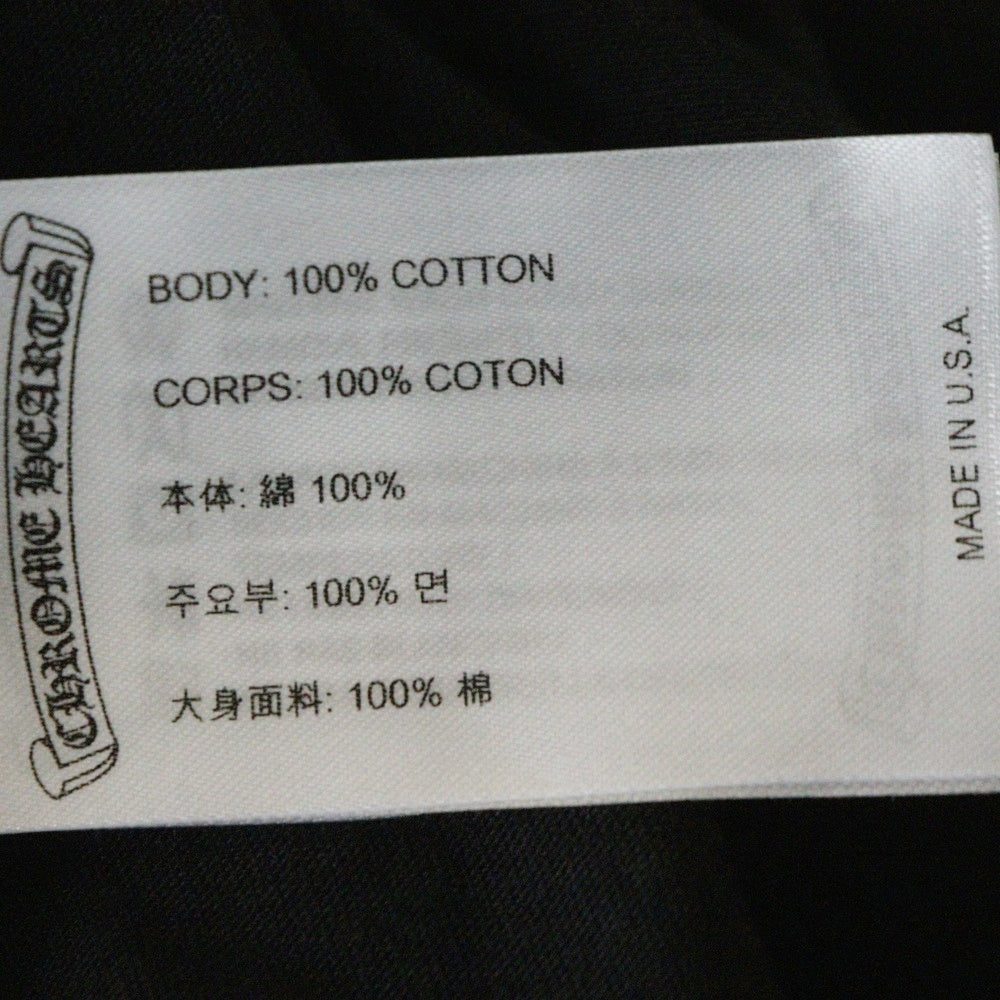 CHROME HEARTS
BODY: 100% COTTON
CORPS: 100% COTON
本体: 綿 100%
주요부: 100% 면
大身面料: 100% 棉
MADE IN U.S.A.